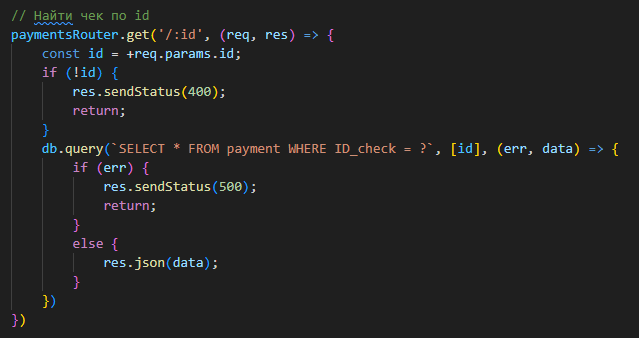 // Найти чек по id
paymentsRouter.get('/:id', (req, res) => {
    const id = +req.params.id;
    if (!id) {
        res.sendStatus(400);
        return;
    }
    db.query(`SELECT * FROM payment WHERE ID_check = ?`, [id], (err, data) => {
        if (err) {
            res.sendStatus(500);
            return;
        }
        else {
            res.json(data);
        }
    })
})